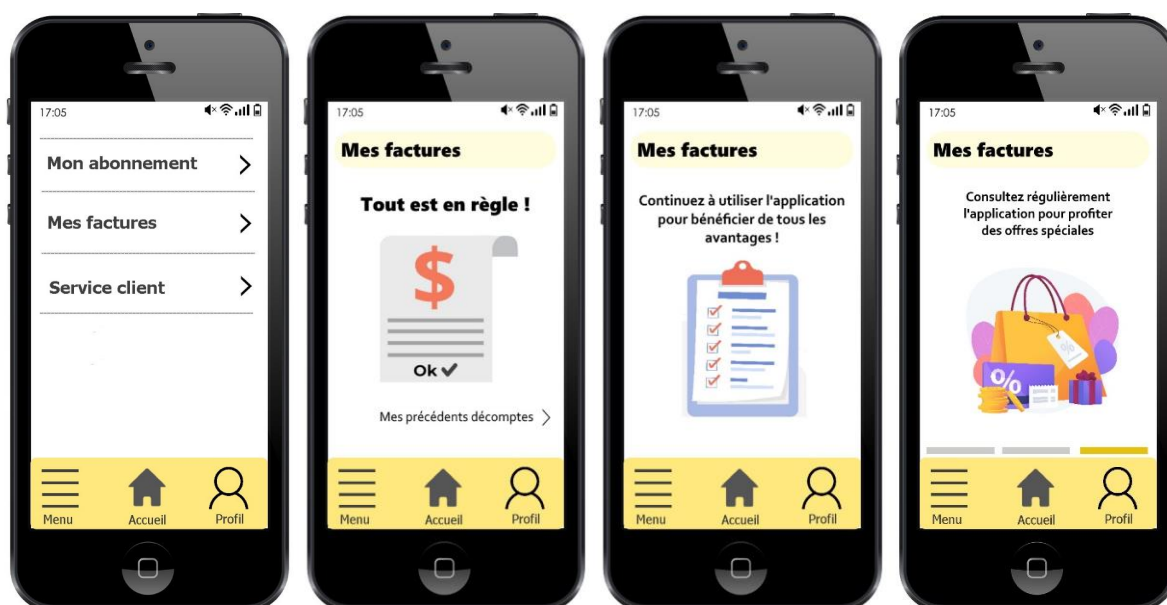 17:05
Mon abonnement
Mes factures
Service client
Menu
Accueil
Profil
17:05
Mes factures
Tout est en règle !
$
Ok
Mes précédents décomptes
Menu
Accueil
Profil
17:05
Mes factures
Continuez à utiliser l'application
pour bénéficier de tous les
avantages !
Menu
Accueil
Profil
17:05
Mes factures
Consultez régulièrement
l'application pour profiter
des offres spéciales
%
%
Menu
Accueil
Profil